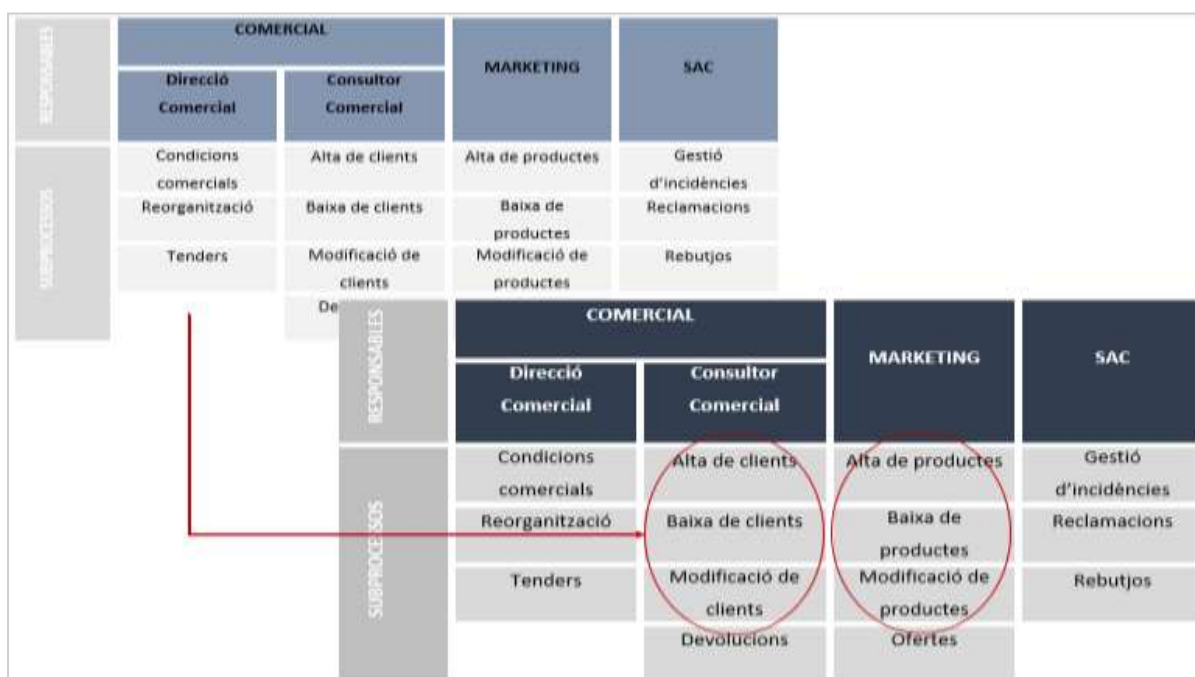 RESPONSABLES
COMERCIAL
MARKETING
SAC
Direcció
Comercial
Consultor
Comercial
SUBPROCESSOS
Condicions
comercials
Alta de clients
Alta de productes
Gestió
d'incidències
Reorganització
Baixa de clients
Baixa de
productes
Reclamacions
Tenders
Modificació de
clients
Modificació de
productes
Rebutjos
De
RESPONSABLES
COMERCIAL
MARKETING
SAC
Direcció
Comercial
Consultor
Comercial
SUBPROCESSOS
Condicions
comercials
Alta de clients
Alta de productes
Gestió
d'incidències
Reorganització
Baixa de clients
Baixa de
productes
Reclamacions
Tenders
Modificació de
clients
Modificació de
productes
Rebutjos
Devolucions
Ofertes